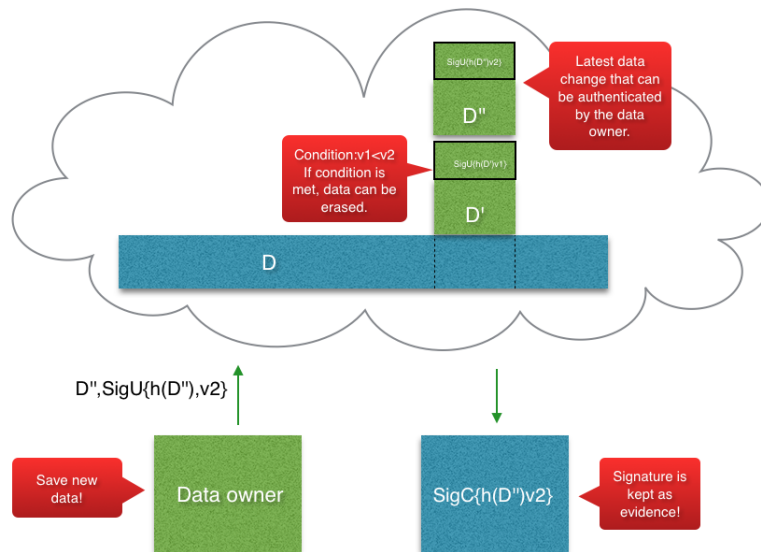 SigU(h(D")v2)
D"
Latest data
change that can
be authenticated
by the data
owner.
Condition:v1<v2
If condition is
met, data can be
erased.
SigU(h(D')v1)
D'
D
D",SigU{h(D"),v2}
Save new
data!
Data owner
SigC{h(D")v2}
Signature is
kept as
evidence!